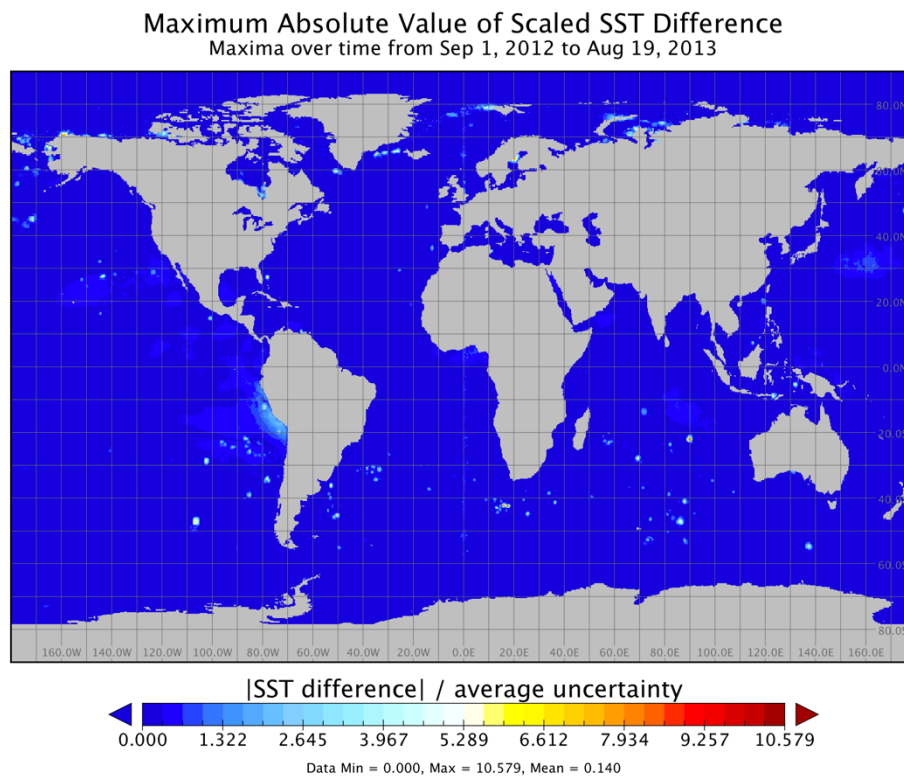 Maximum Absolute Value of Scaled SST Difference
Maxima over time from Sep 1, 2012 to Aug 19, 2013
80.0N
60.0N
40.0N
20.0N
0.0N
20.0S
40.0S
60.0S
80.0S
160.0W 140.0W 120.0W 100.0W 80.0W 60.0W 40.0W 20.0W 0.0E 20.0E 40.0E 60.0E 80.0E 100.0E 120.0E 140.0E 160.0E
|SST difference| / average uncertainty
0.000 1.322 2.645 3.967 5.289 6.612 7.934 9.257 10.579
Data Min = 0.000, Max = 10.579, Mean = 0.140